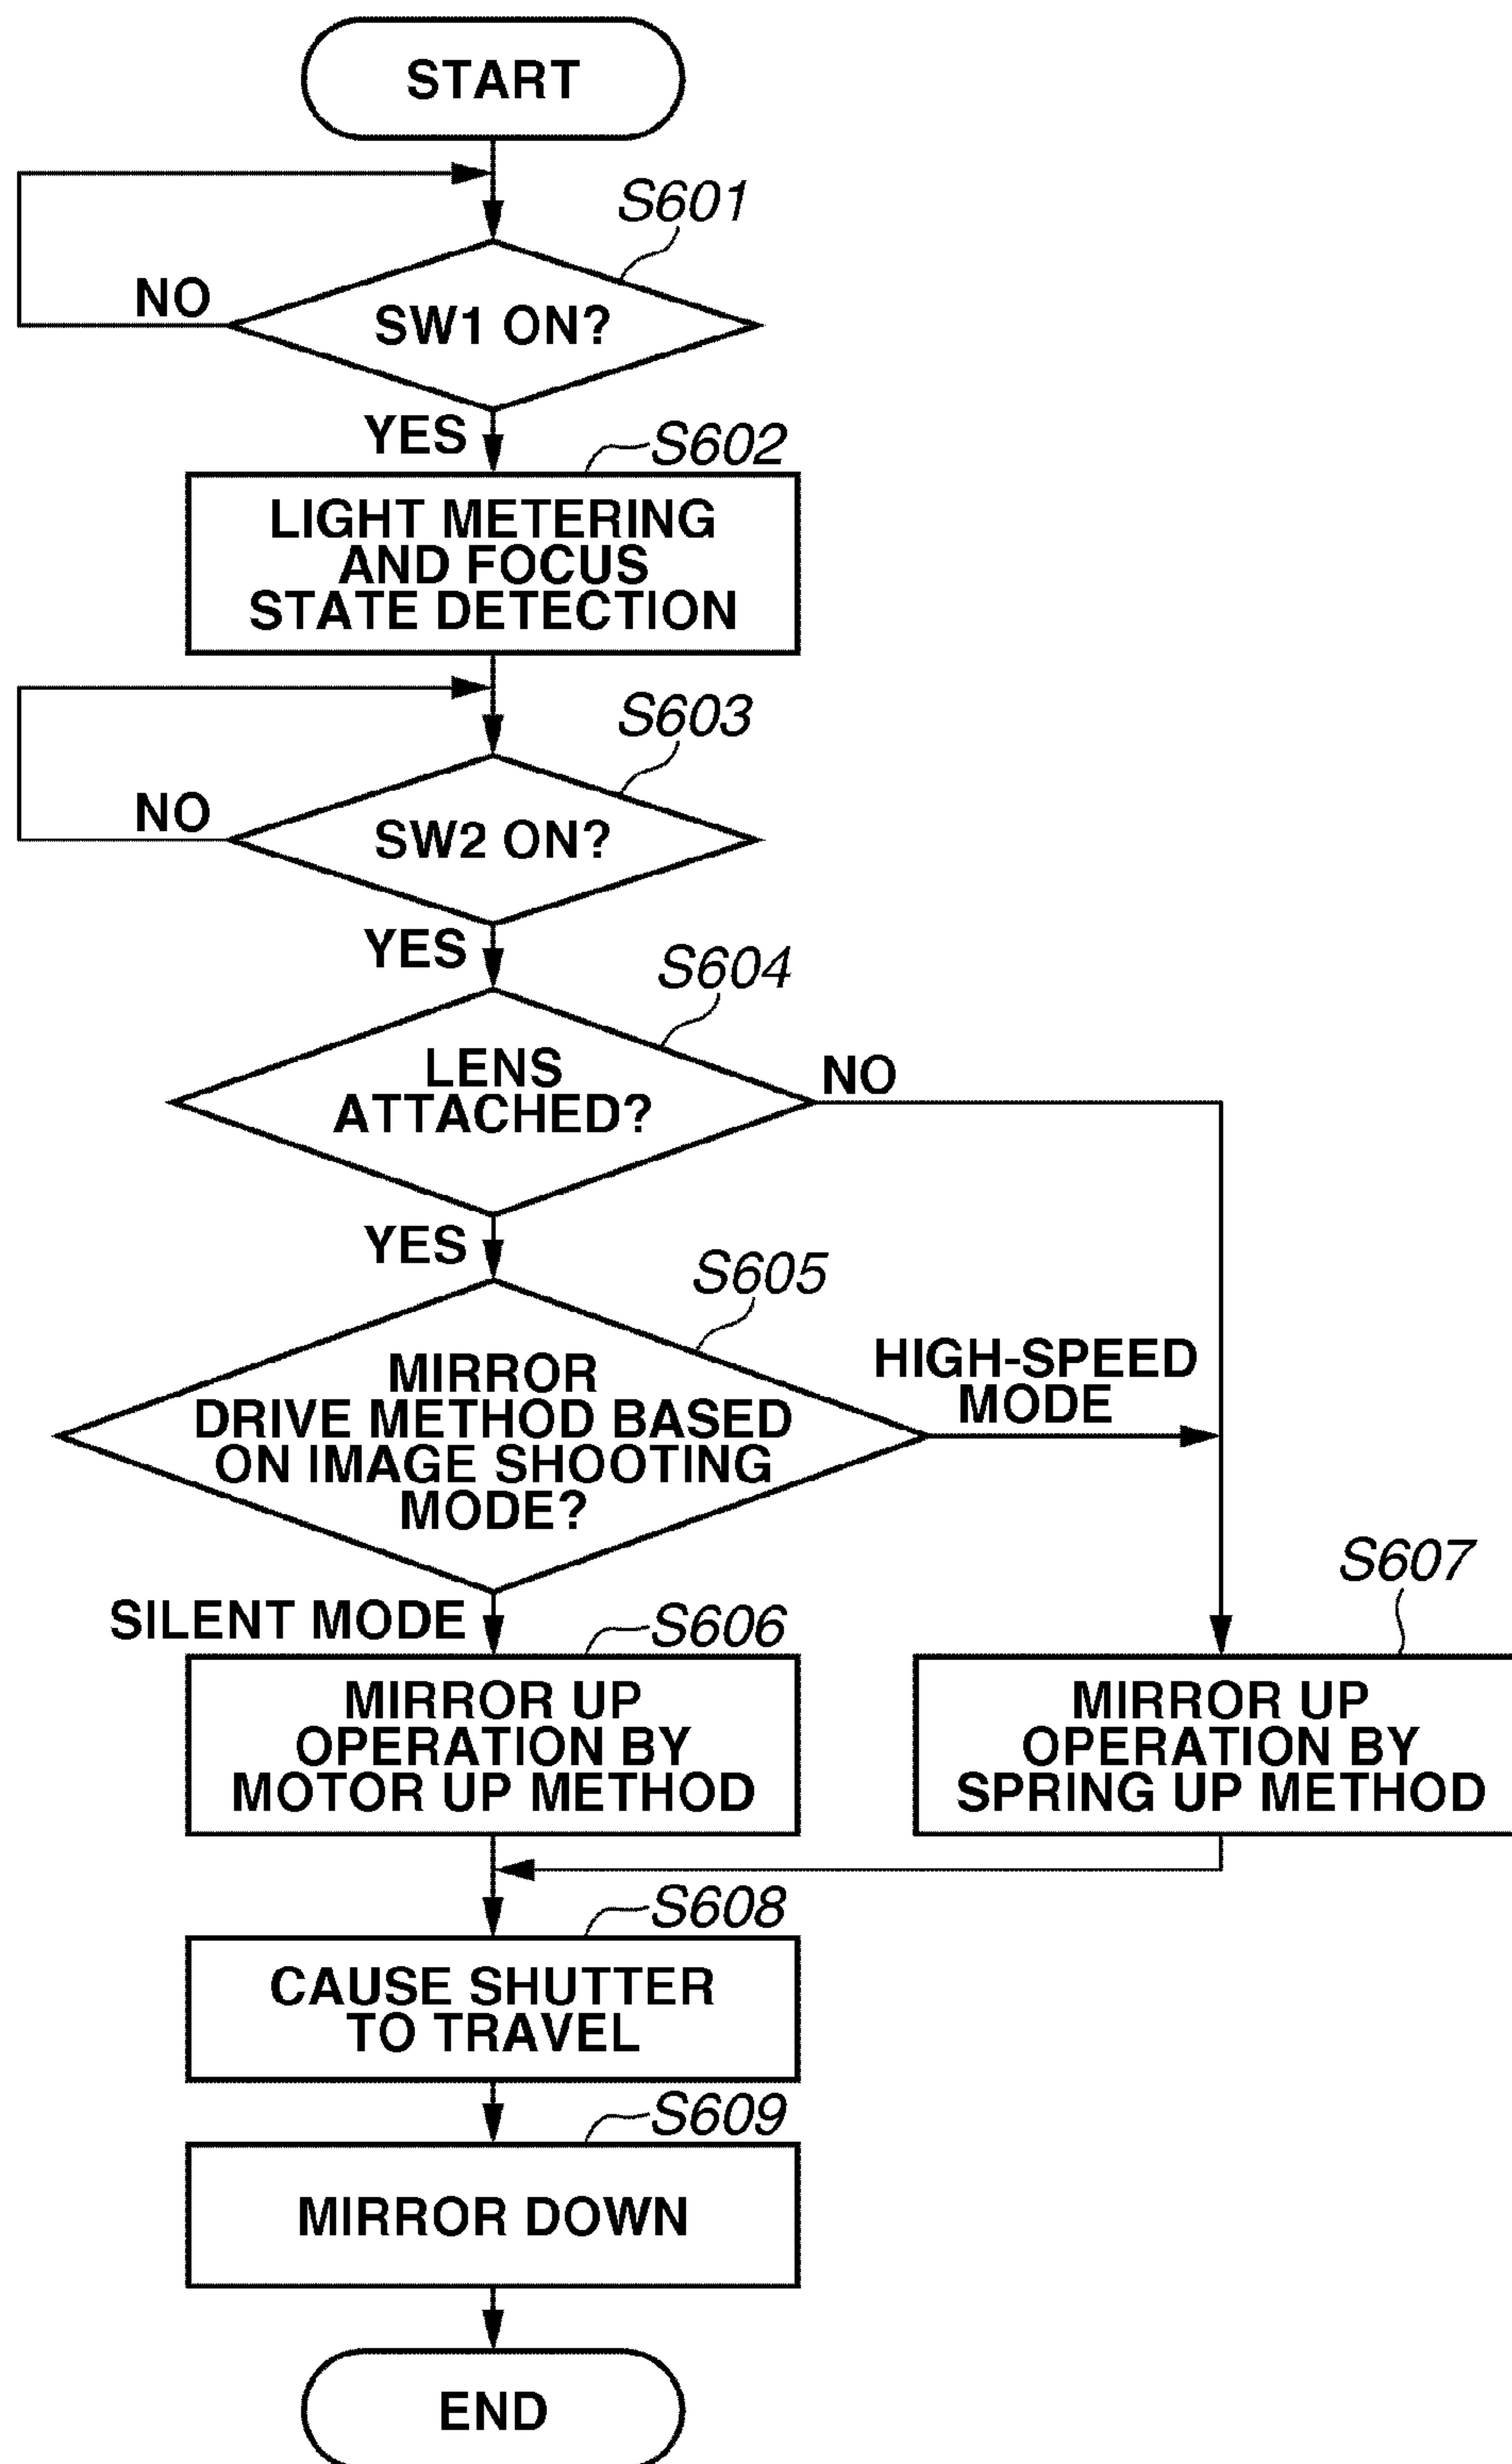 START
S601
NO
SW1 ON?
YES
S602
LIGHT METERING
AND FOCUS
STATE DETECTION
S603
NO
SW2 ON?
YES
S604
LENS
ATTACHED?
NO
YES
S605
MIRROR
DRIVE METHOD BASED
ON IMAGE SHOOTING
MODE?
HIGH-SPEED
MODE
SILENT MODE
S606
MIRROR UP
OPERATION BY
MOTOR UP METHOD
S607
MIRROR UP
OPERATION BY
SPRING UP METHOD
S608
CAUSE SHUTTER
TO TRAVEL
S609
MIRROR DOWN
END